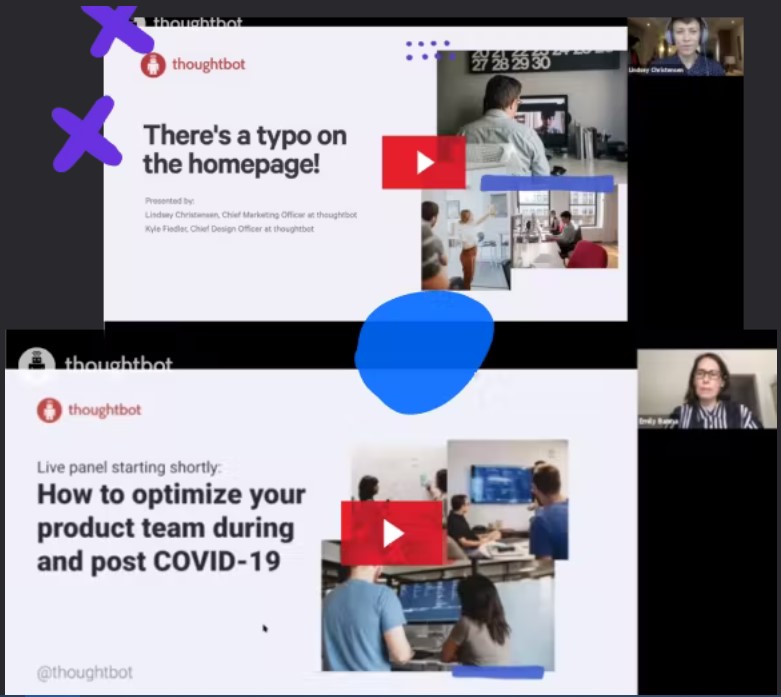 thoughtbot
thoughtbot
20 21 22 23 24 25 26
27 28 29 30
Lindsey Christensen
There's a typo on
the homepage!
Presented by:
Lindsey Christensen, Chief Marketing Officer at thoughtbot
Kyle Fiedler, Chief Design Officer at thoughtbot
thoughtbot
thoughtbot
Emily
Live panel starting shortly:
How to optimize your
product team during
and post COVID-19
@thoughtbot